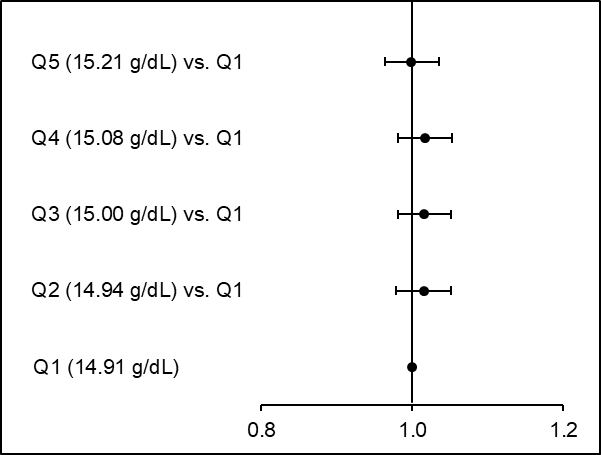 Q5 (15.21 g/dL) vs. Q1
Q4 (15.08 g/dL) vs. Q1
Q3 (15.00 g/dL) vs. Q1
Q2 (14.94 g/dL) vs. Q1
Q1 (14.91 g/dL)
0.8 1.0 1.2